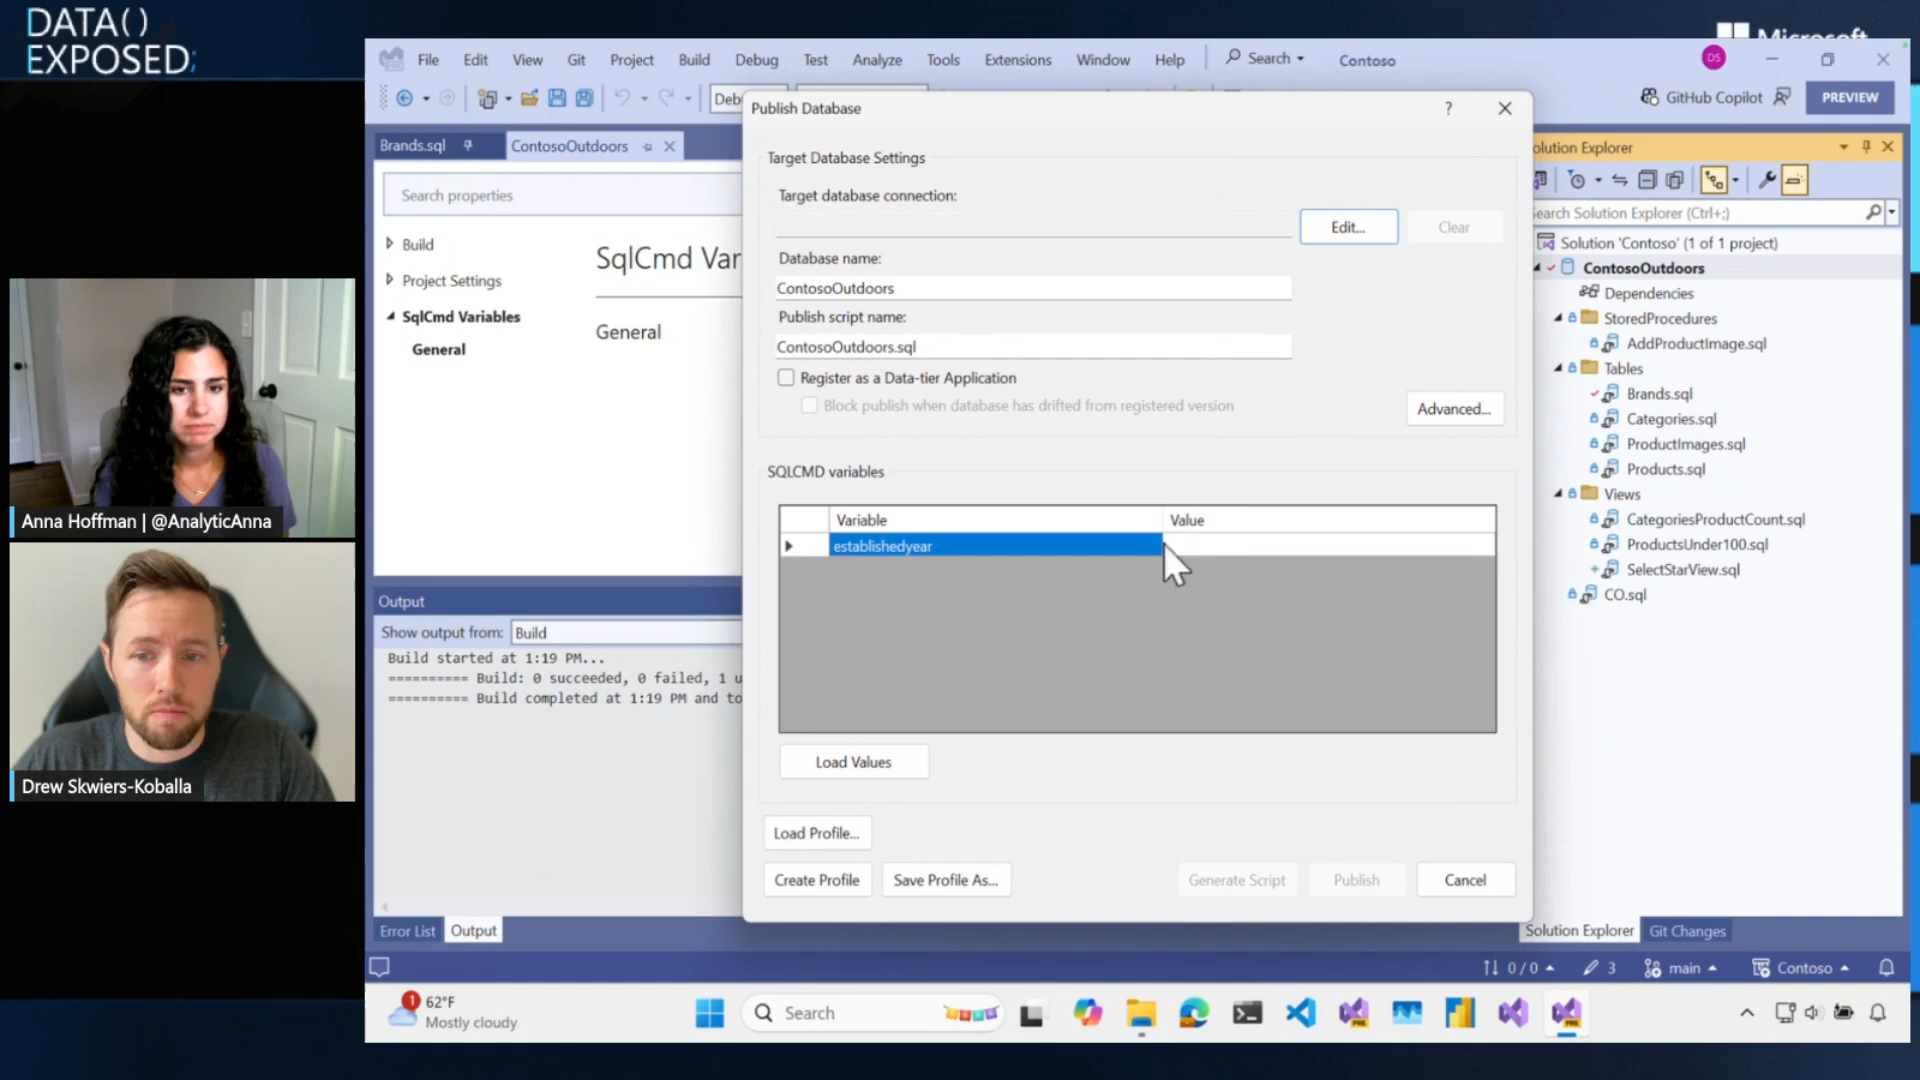 DATA()
EXPOSED;
Microsoft
File Edit View Git Project Build Debug Test Analyze Tools Extensions Window Help Search Contoso
DS
GitHub Copilot
PREVIEW
Brands.sql
ContosoOutdoors
Search properties
Build
Project Settings
SqlCmd Variables
General
SqlCmd Var
General
Output
Show output from: Build
Build started at 1:19 PM...
========== Build: 0 succeeded, 0 failed, 1 u
========== Build completed at 1:19 PM and to
Error List
Output
Deb
Publish Database
?
Target Database Settings
Target database connection:
Edit...
Clear
Database name:
ContosoOutdoors
Publish script name:
ContosoOutdoors.sql
Register as a Data-tier Application
Block publish when database has drifted from registered version
Advanced...
SQLCMD variables
Variable Value
establishedyear
Load Values
Load Profile...
Create Profile
Save Profile As...
Generate Script
Publish
Cancel
olution Explorer
earch Solution Explorer (Ctrl+;)
Solution 'Contoso' (1 of 1 project)
ContosoOutdoors
Dependencies
StoredProcedures
AddProductImage.sql
Tables
Brands.sql
Categories.sql
ProductImages.sql
Products.sql
Views
CategoriesProductCount.sql
ProductsUnder100.sql
SelectStarView.sql
CO.sql
Solution Explorer
Git Changes
0 / 0
3
main
Contoso
1
62°F
Mostly cloudy
Search
PRE
PRE
Anna Hoffman | @AnalyticAnna
Drew Skwiers-Koballa